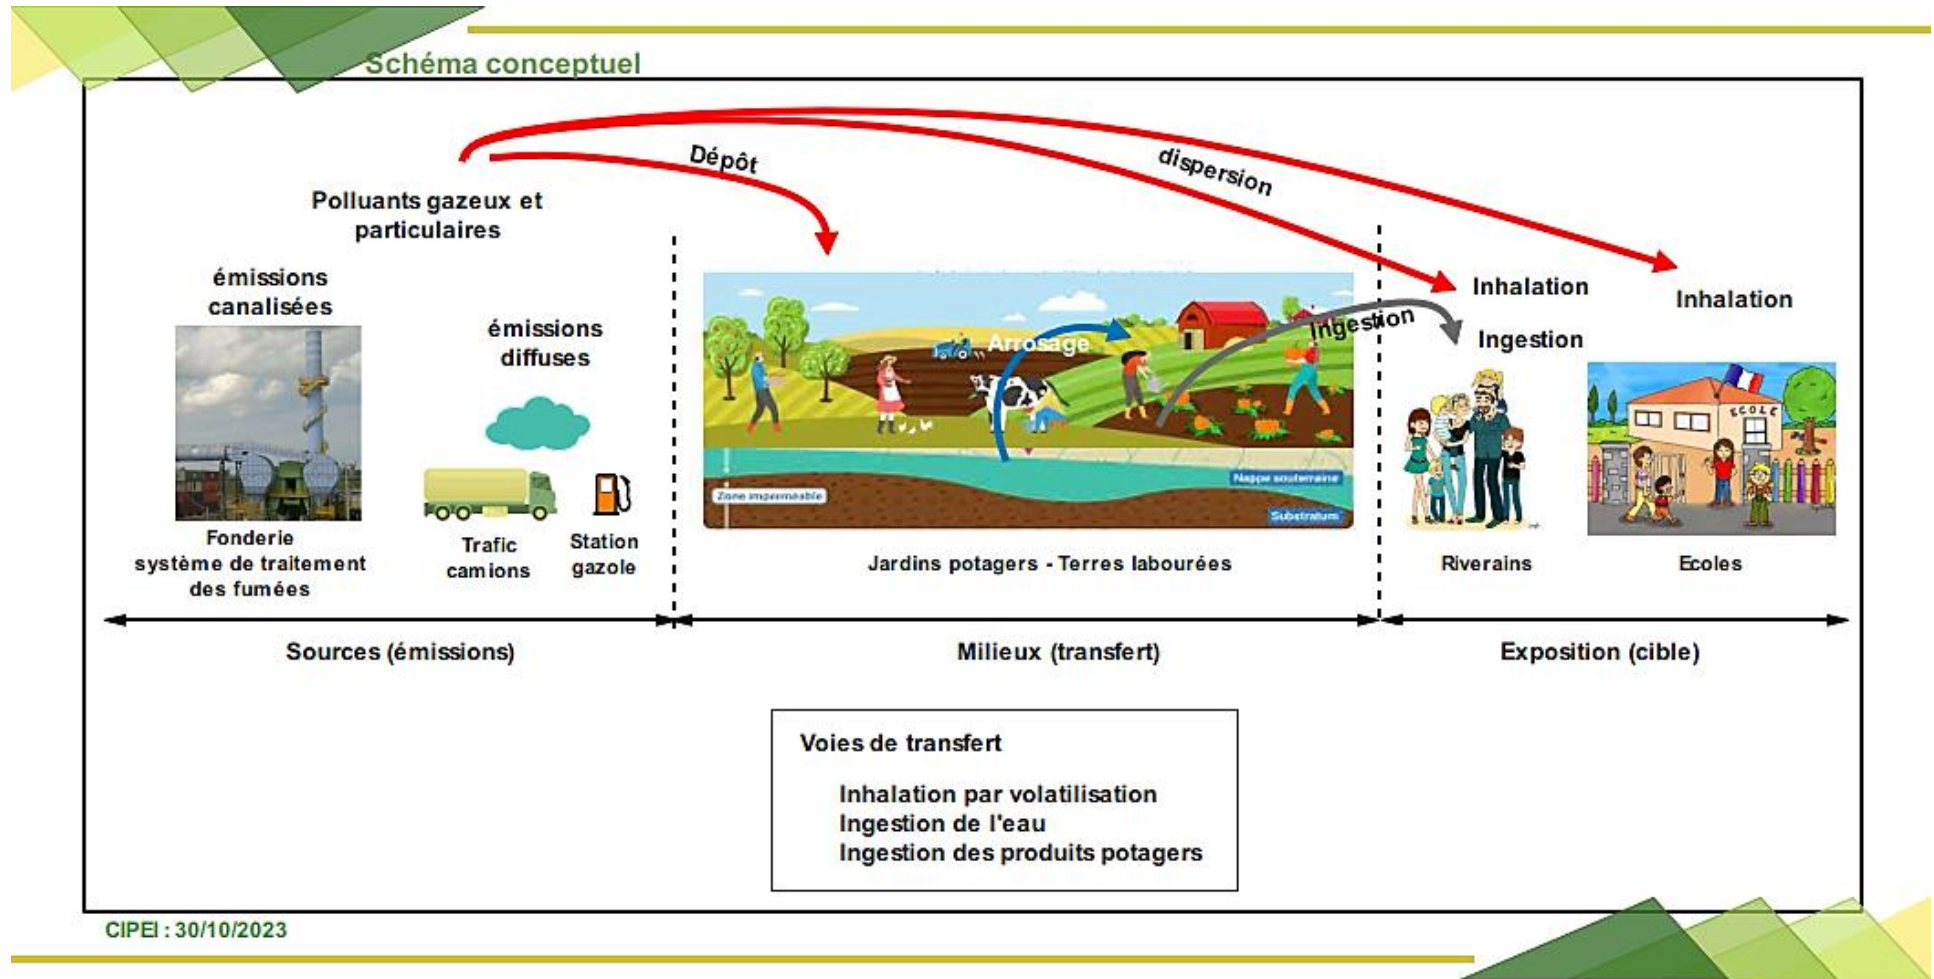 Schéma conceptuel
Dépôt
dispersion
Polluants gazeux et
particulaires
émissions
canalisées
émissions
diffuses
Inhalation
Inhalation
Ingestion
Ingestion
Arrosage
ECOLE
Zone imperméable
Nappe souterraine
Substratum
Fonderie
système de traitement
des fumées
Trafic
camions
Station
gazole
Jardins potagers - Terres labourées
Riverains
Ecoles
Sources (émissions)
Milieux (transfert)
Exposition (cible)
Voies de transfert
Inhalation par volatilisation
Ingestion de l'eau
Ingestion des produits potagers
CIPEI : 30/10/2023